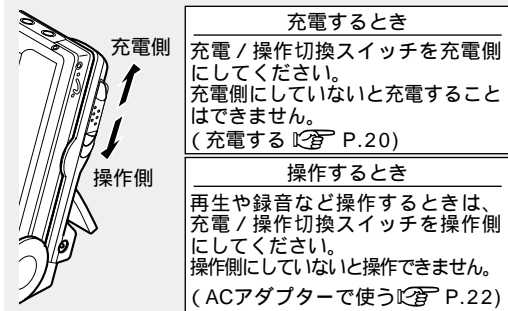 充電側
操作側
充電するとき
充電 / 操作切換スイッチを充電側
にしてください。
充電側にしていないと充電すること
はできません。
( 充電する P.20)
操作するとき
再生や録音など操作するときは、
充電 / 操作切換スイッチを操作側
にしてください。
操作側にしていないと操作できません。
( ACアダプターで使う P.22)